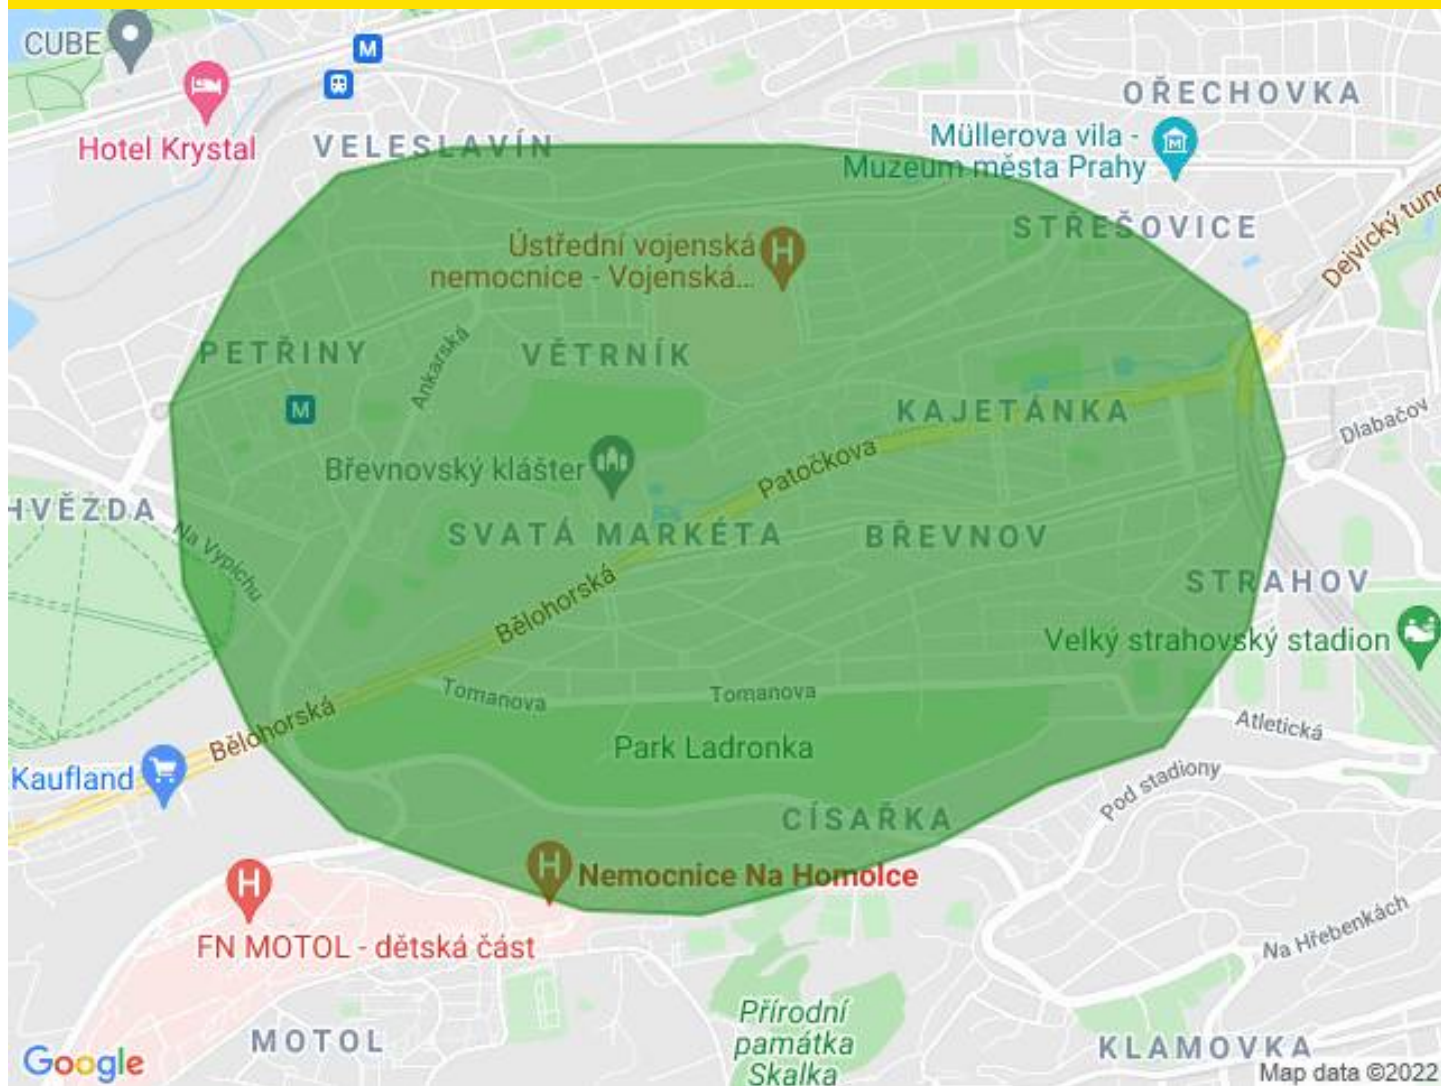 CUBE
M
OŘECHOVKA
Hotel Krystal
VELESLAVÍN
Müllerova vila -
Muzeum města Prahy
M
STŘEŠOVICE
Dejvický tune
Ústřední vojenská
nemocnice - Vojenská...
H
PETŘINY
Ankarská
VĚTRNÍK
M
KAJETÁNKA
Dlabačov
Břevnovský klášter
Patočkova
HVĚZDA
Na Vypichu
SVATÁ MARKÉTA
BŘEVNOV
STRAHOV
Bělohorská
Velký strahovský stadion
Tomanova
Tomanova
Bělohorská
Atletická
Park Ladronka
Kaufland
Pod stadiony
CÍSAŘKA
H
Nemocnice Na Homolce
H
FN MOTOL - dětská část
Na Hřebenkách
Přírodní
památka
Skalka
MOTOL
KLAMOVKA
Google
Map data ©2022